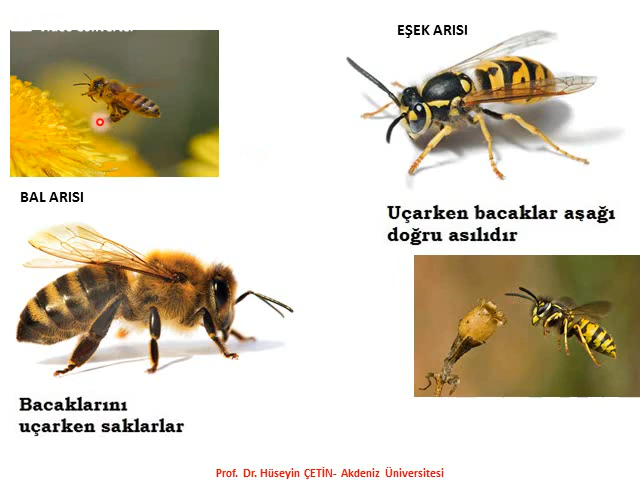 EŞEK ARISI
BAL ARISI
Uçarken bacaklar aşağı
doğru asılıdır
Bacaklarını
uçarken saklarlar
Prof. Dr. Hüseyin ÇETİN- Akdeniz Üniversitesi